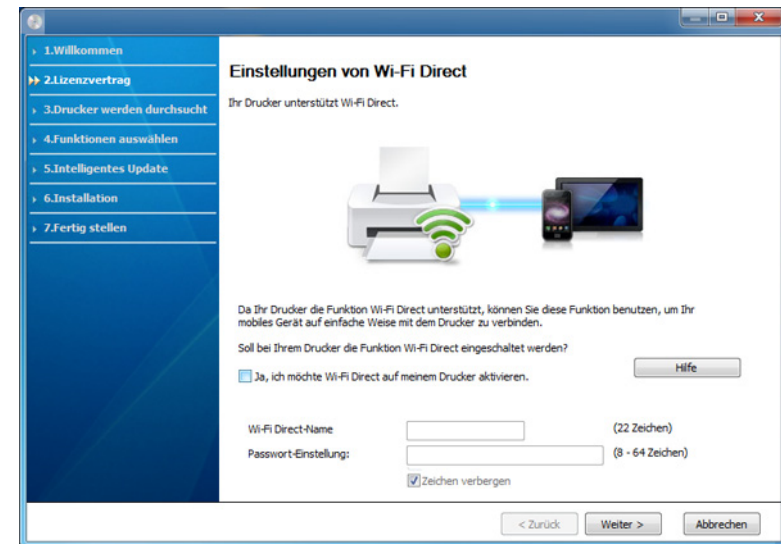 1.Willkommen
2.Lizenzvertrag
3.Drucker werden durchsucht
4.Funktionen auswählen
5.Intelligentes Update
6.Installation
7.Fertig stellen
Einstellungen von Wi-Fi Direct
Ihr Drucker unterstützt Wi-Fi Direct.
Da Ihr Drucker die Funktion Wi-Fi Direct unterstützt, können Sie diese Funktion benutzen, um Ihr
mobiles Gerät auf einfache Weise mit dem Drucker zu verbinden.
Soll bei Ihrem Drucker die Funktion Wi-Fi Direct eingeschaltet werden?
Hilfe
Ja, ich möchte Wi-Fi Direct auf meinem Drucker aktivieren.
Wi-Fi Direct-Name (22 Zeichen)
Passwort-Einstellung: (8 - 64 Zeichen)
Zeichen verbergen
< Zurück Weiter > Abbrechen